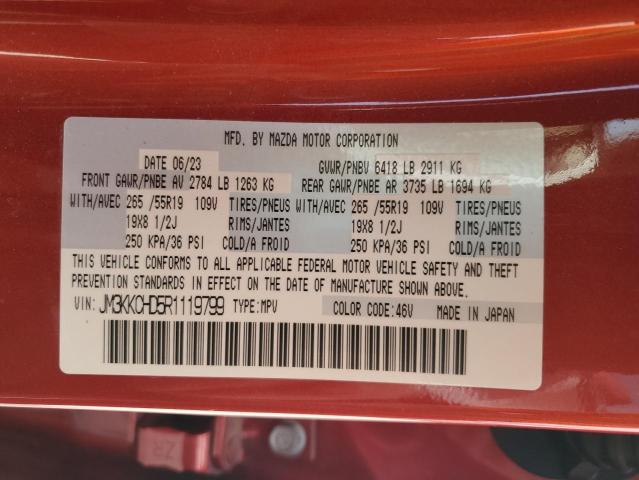 MFD. BY MAZDA MOTOR CORPORATION
DATE 06/23 GVWR/PNBV 6418 LB 2911 KG
FRONT GAWR/PNBE AV 2784 LB 1263 KG REAR GAWR/PNBE AR 3735 LB 1694 KG
WITH/AVEC 265 /55R19 109V TIRES/PNEUS WITH/AVEC 265 /55R19 109V TIRES/PNEUS
19X8 1/2J RIMS/JANTES 19X8 1/2J RIMS/JANTES
250 KPA/36 PSI COLD/A FROID 250 KPA/36 PSI COLD/A FROID
THIS VEHICLE CONFORMS TO ALL APPLICABLE FEDERAL MOTOR VEHICLE SAFETY AND THEFT
PREVENTION STANDARDS IN EFFECT ON THE DATE OF MANUFACTURE SHOWN ABOVE.
VIN: JM3KKCHD5R1119799 TYPE:MPV COLOR CODE:46V MADE IN JAPAN
ZR